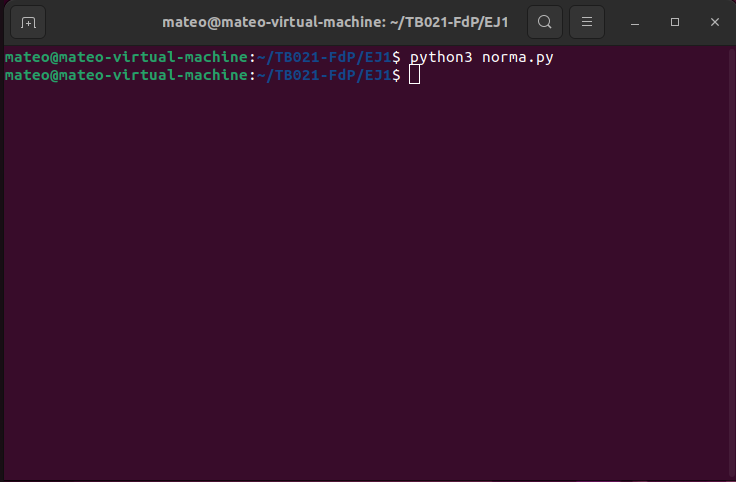 mateo@mateo-virtual-machine: ~/TB021-FdP/EJ1
mateo@mateo-virtual-machine:~/TB021-FdP/EJ1$ python3 norma.py
mateo@mateo-virtual-machine:~/TB021-FdP/EJ1$